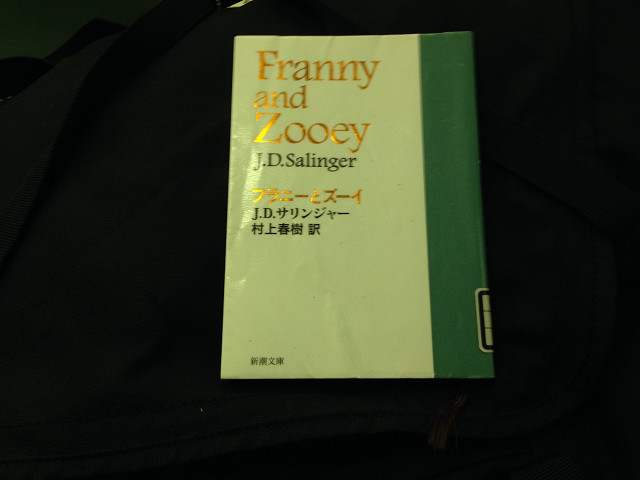 Franny
and
Zooey
J.D.Salinger
フラニーとズーイ
J.D.サリンジャー
村上春樹 訳
新潮文庫